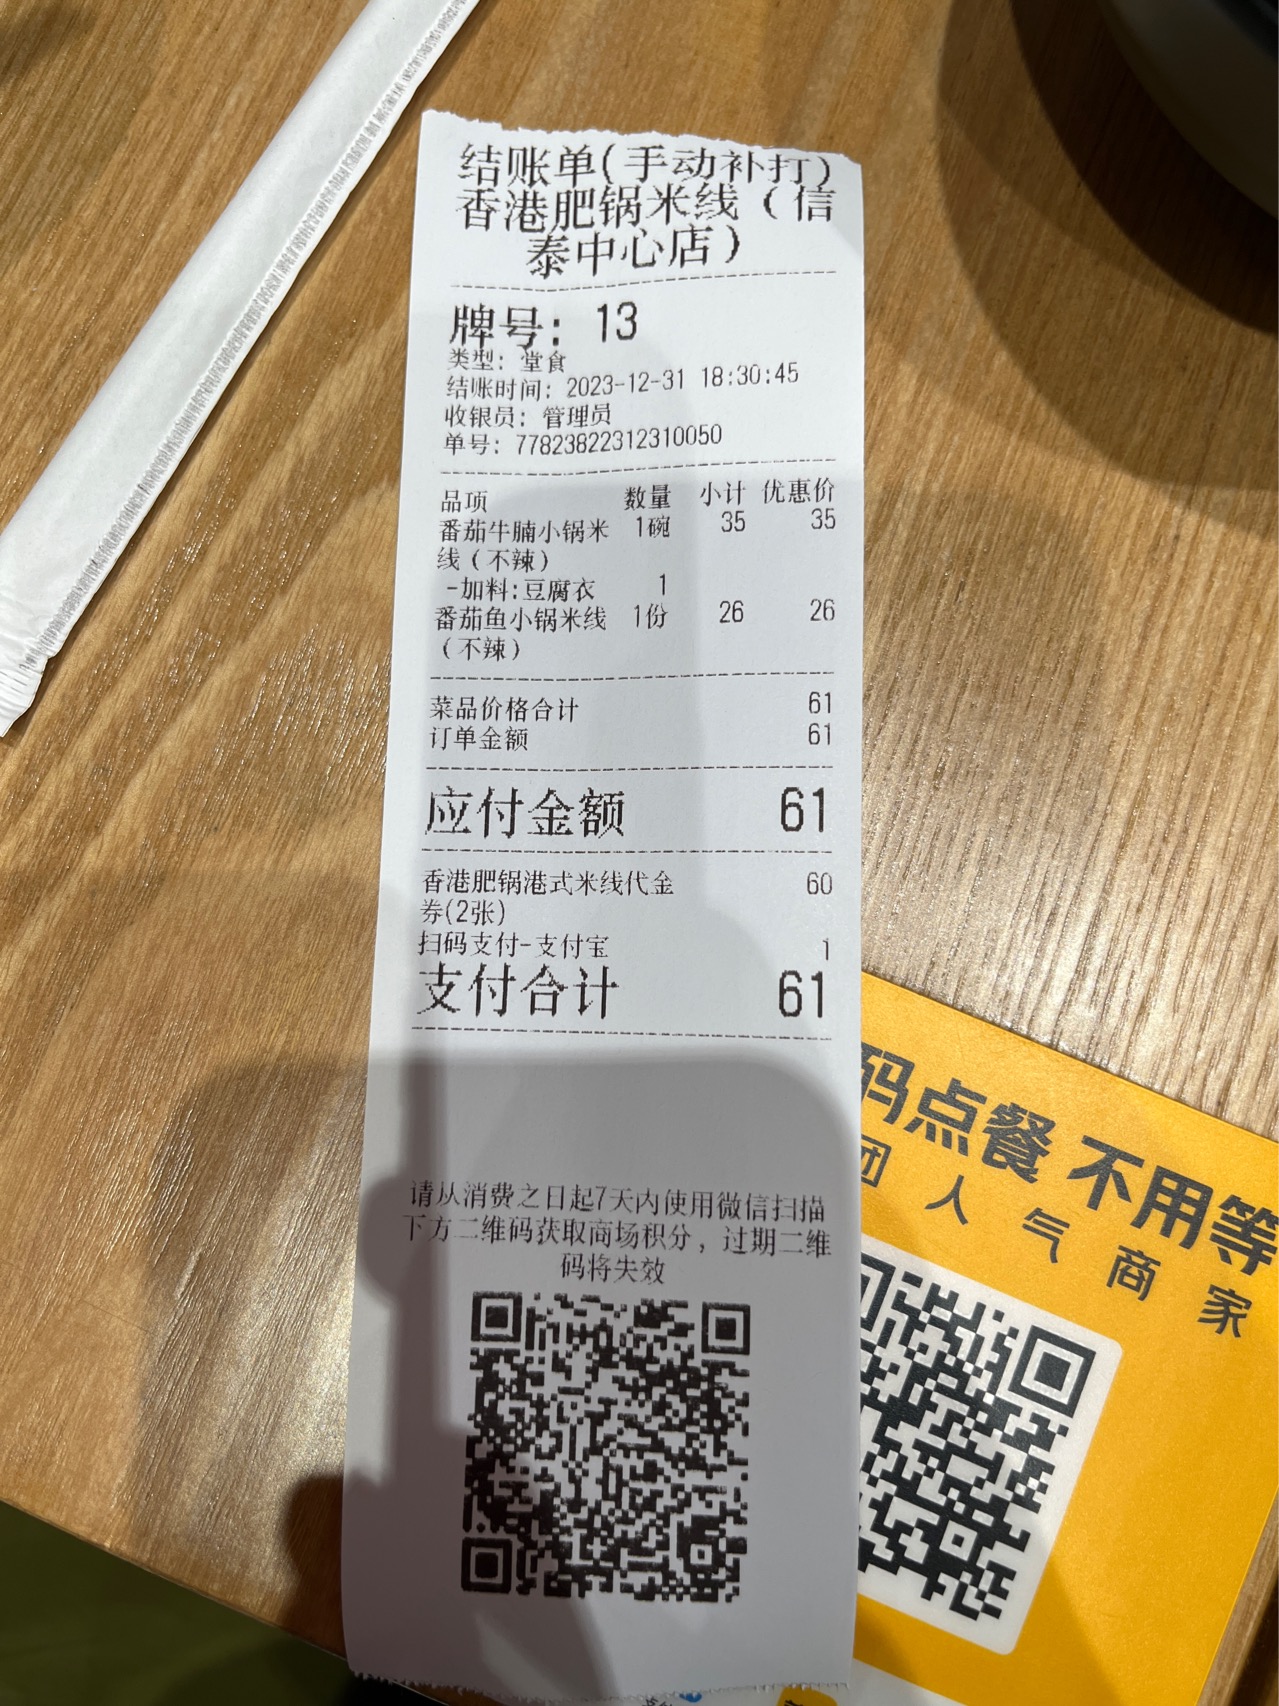 结账单(手动补打)
香港肥锅米线（信
泰中心店）
牌号： 13
类型：堂食
结账时间：2023-12-31 18:30:45
收银员：管理员
单号：77823822312310050
品项 数量 小计 优惠价
番茄牛腩小锅米 1碗 35 35
线（不辣）
-加料:豆腐衣 1
番茄鱼小锅米线 1份 26 26
（不辣）
菜品价格合计 61
订单金额 61
应付金额 61
香港肥锅港式米线代金 60
券(2张)
扫码支付-支付宝 1
支付合计 61
请从消费之日起7天内使用微信扫描
下方二维码获取商场积分，过期二维
码将失效
码点餐 不用等
团人气商家